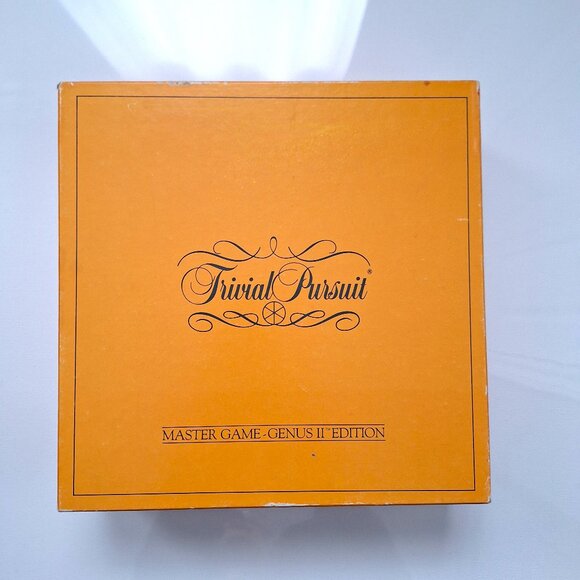 Trivial Pursuit®
MASTER GAME - GENUS II™ EDITION